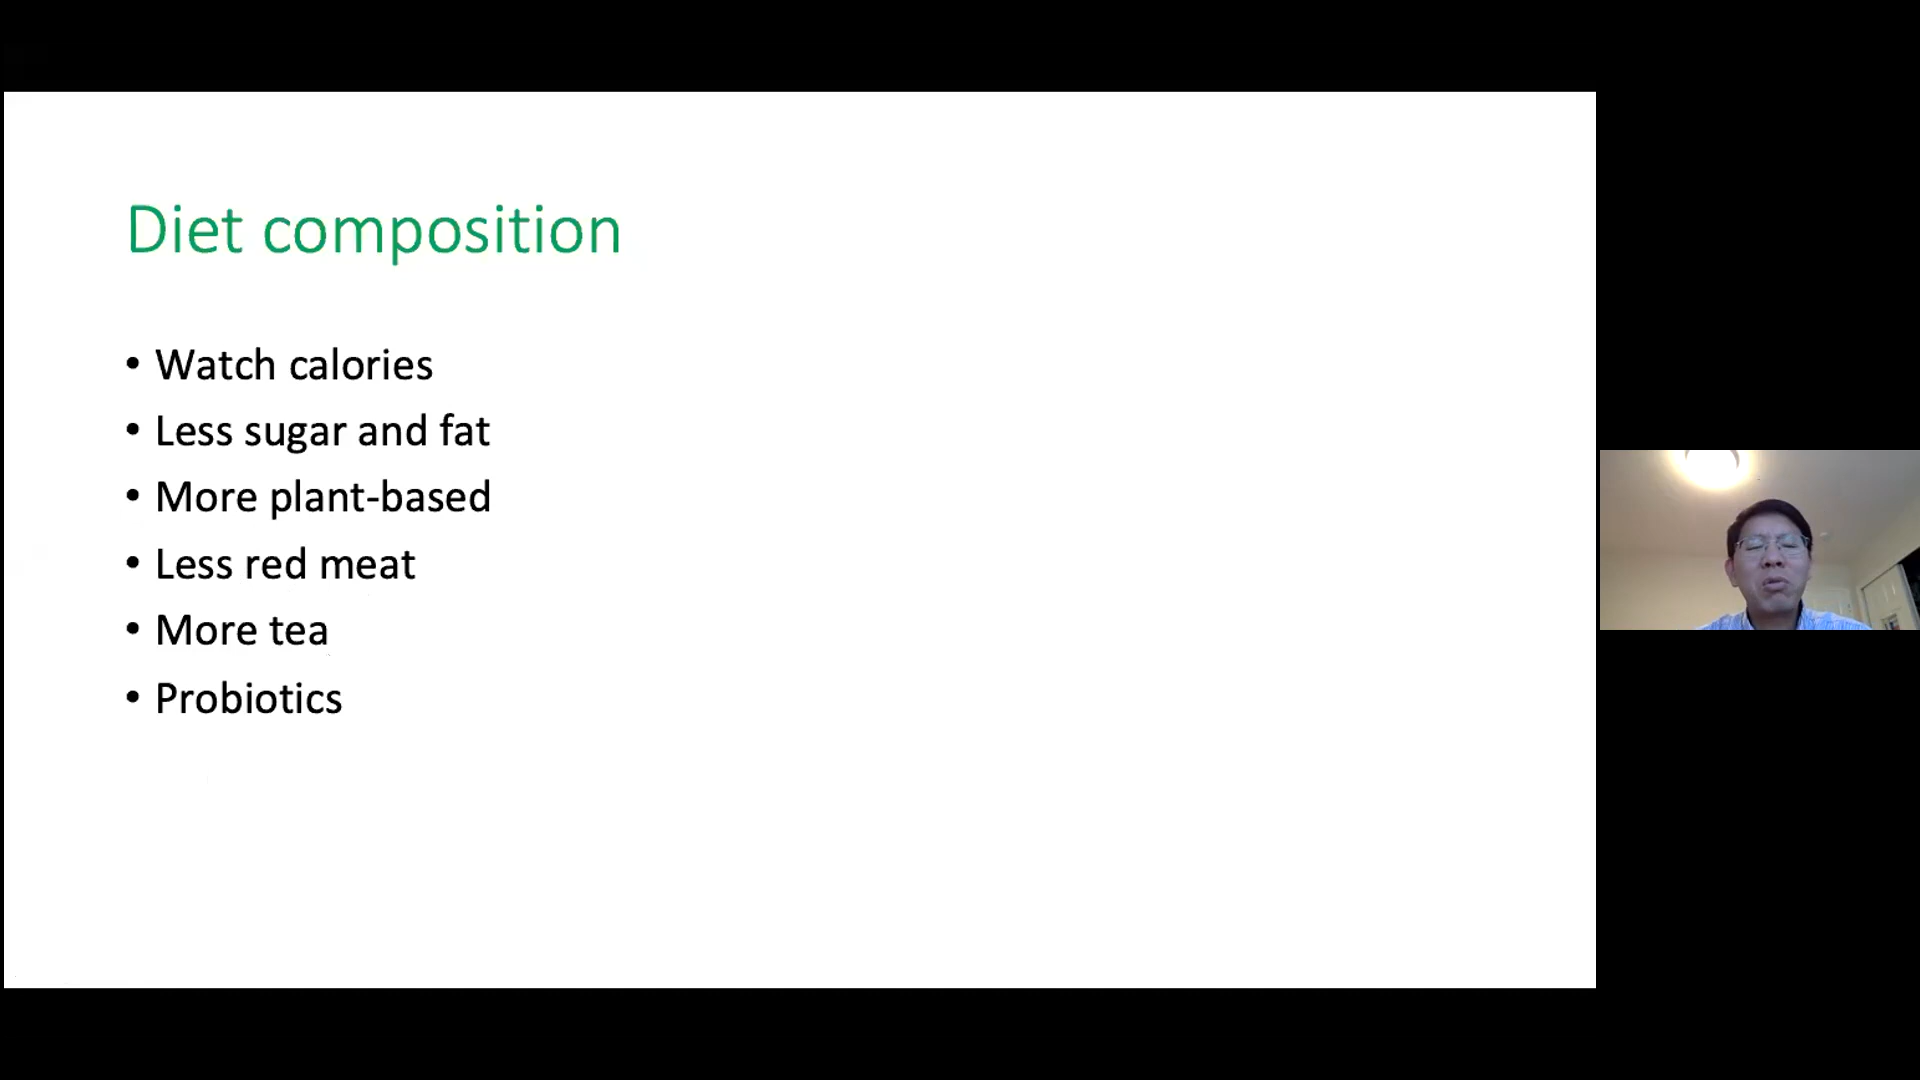 Diet composition
• Watch calories
• Less sugar and fat
• More plant-based
• Less red meat
• More tea
• Probiotics